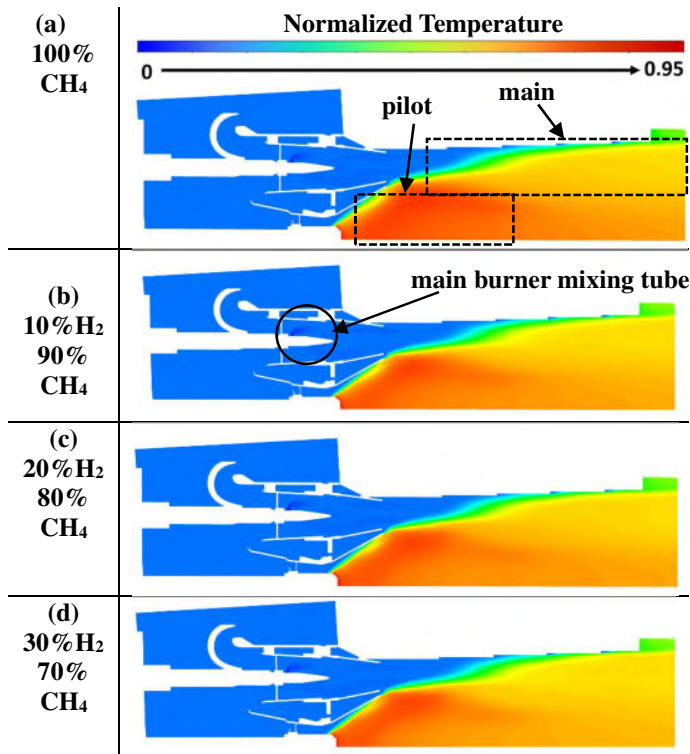 (a)
100%
CH₄
Normalized Temperature
0
0.95
pilot
main
(b)
10%H₂
90%
CH₄
main burner mixing tube
(c)
20%H₂
80%
CH₄
(d)
30%H₂
70%
CH₄